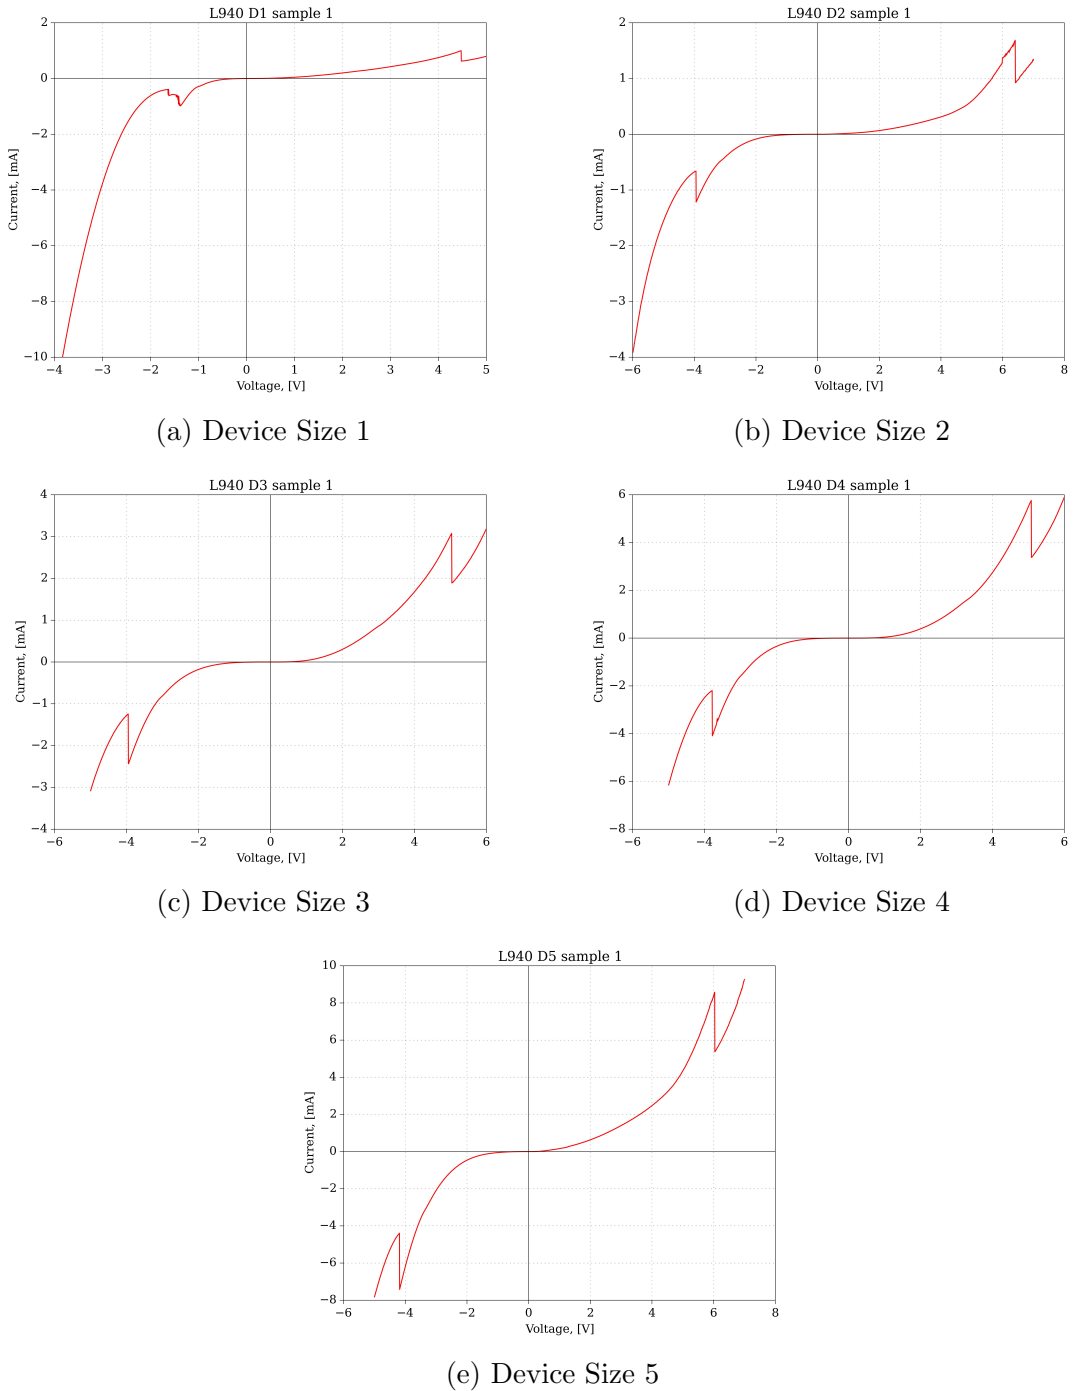 L940 D1 sample 1
2
0
−2
−4
−6
−8
−10
Current, [mA]
−4 −3 −2 −1 0 1 2 3 4 5
Voltage, [V]
(a) Device Size 1
L940 D2 sample 1
2
1
0
−1
−2
−3
−4
Current, [mA]
−6 −4 −2 0 2 4 6 8
Voltage, [V]
(b) Device Size 2
L940 D3 sample 1
4
3
2
1
0
−1
−2
−3
−4
Current, [mA]
−6 −4 −2 0 2 4 6
Voltage, [V]
(c) Device Size 3
L940 D4 sample 1
6
4
2
0
−2
−4
−6
−8
Current, [mA]
−6 −4 −2 0 2 4 6
Voltage, [V]
(d) Device Size 4
L940 D5 sample 1
10
8
6
4
2
0
−2
−4
−6
−8
Current, [mA]
−6 −4 −2 0 2 4 6 8
Voltage, [V]
(e) Device Size 5